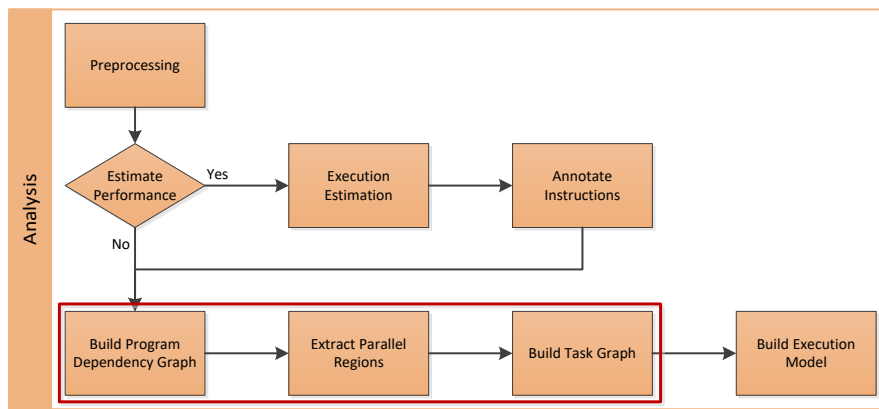 Analysis
Preprocessing
Estimate
Performance
Yes
Execution
Estimation
Annotate
Instructions
No
Build Program
Dependency Graph
Extract Parallel
Regions
Build Task Graph
Build Execution
Model